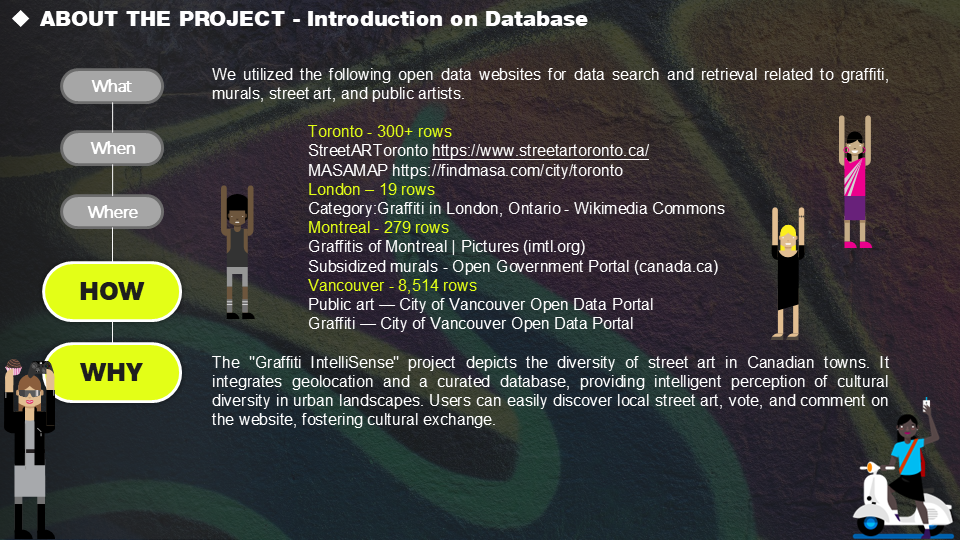 ABOUT THE PROJECT - Introduction on Database
What
When
Where
HOW
WHY
We utilized the following open data websites for data search and retrieval related to graffiti,
murals, street art, and public artists.
Toronto - 300+ rows
StreetARToronto https://www.streetartoronto.ca/
MASAMAP https://findmasa.com/city/toronto
London – 19 rows
Category:Graffiti in London, Ontario - Wikimedia Commons
Montreal - 279 rows
Graffitis of Montreal | Pictures (imtl.org)
Subsidized murals - Open Government Portal (canada.ca)
Vancouver - 8,514 rows
Public art — City of Vancouver Open Data Portal
Graffiti — City of Vancouver Open Data Portal
The "Graffiti IntelliSense" project depicts the diversity of street art in Canadian towns. It
integrates geolocation and a curated database, providing intelligent perception of cultural
diversity in urban landscapes. Users can easily discover local street art, vote, and comment on
the website, fostering cultural exchange.